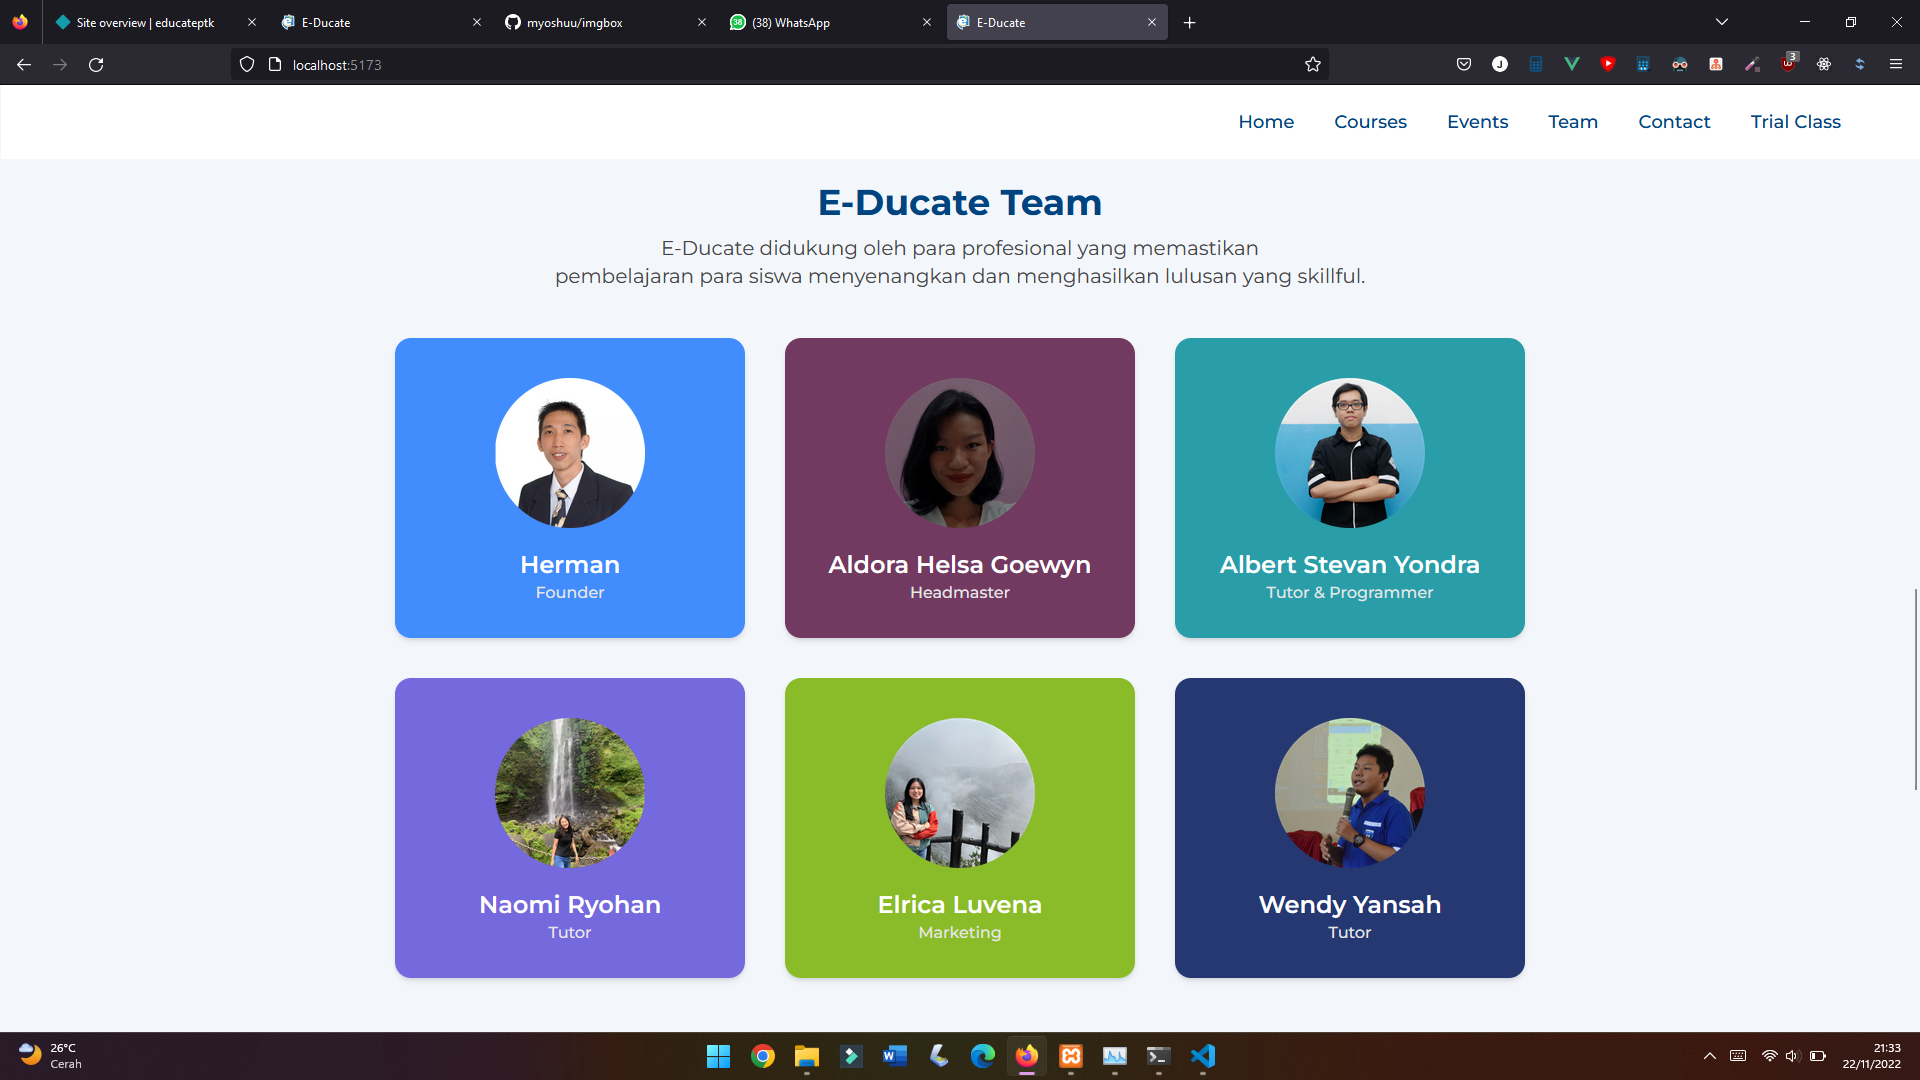 Site overview | educateptk
E-Ducate
myoshuu/imgbox
(38) WhatsApp
E-Ducate
localhost:5173
3
Home
Courses
Events
Team
Contact
Trial Class
E-Ducate Team
E-Ducate didukung oleh para profesional yang memastikan
pembelajaran para siswa menyenangkan dan menghasilkan lulusan yang skillful.
Herman
Founder
Aldora Helsa Goewyn
Headmaster
Albert Stevan Yondra
Tutor & Programmer
Naomi Ryohan
Tutor
Elrica Luvena
Marketing
Wendy Yansah
Tutor
26°C
Cerah
21:33
22/11/2022